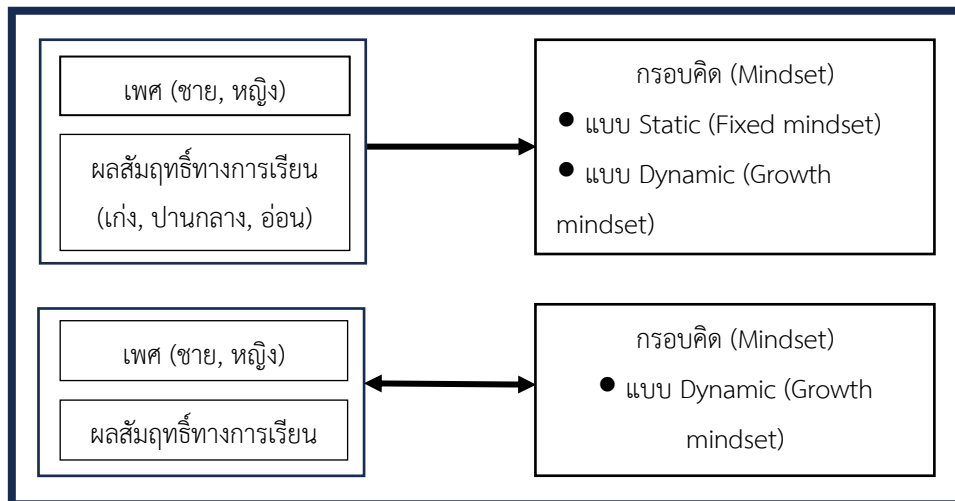 เพศ (ชาย, หญิง)
ผลสัมฤทธิ์ทางการเรียน
(เก่ง, ปานกลาง, อ่อน)
กรอบคิด (Mindset)
● แบบ Static (Fixed mindset)
● แบบ Dynamic (Growth
mindset)
เพศ (ชาย, หญิง)
ผลสัมฤทธิ์ทางการเรียน
กรอบคิด (Mindset)
● แบบ Dynamic (Growth
mindset)